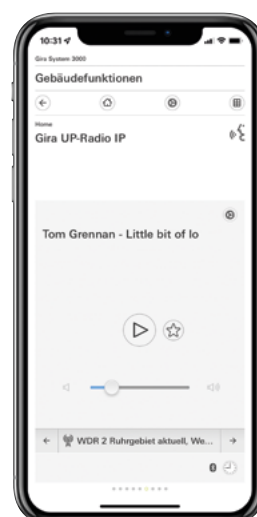 10:31
Gira System 3000
Gebäudefunktionen
Home
Gira UP-Radio IP
Tom Grennan - Little bit of lo
WDR 2 Ruhrgebiet aktuell, We...